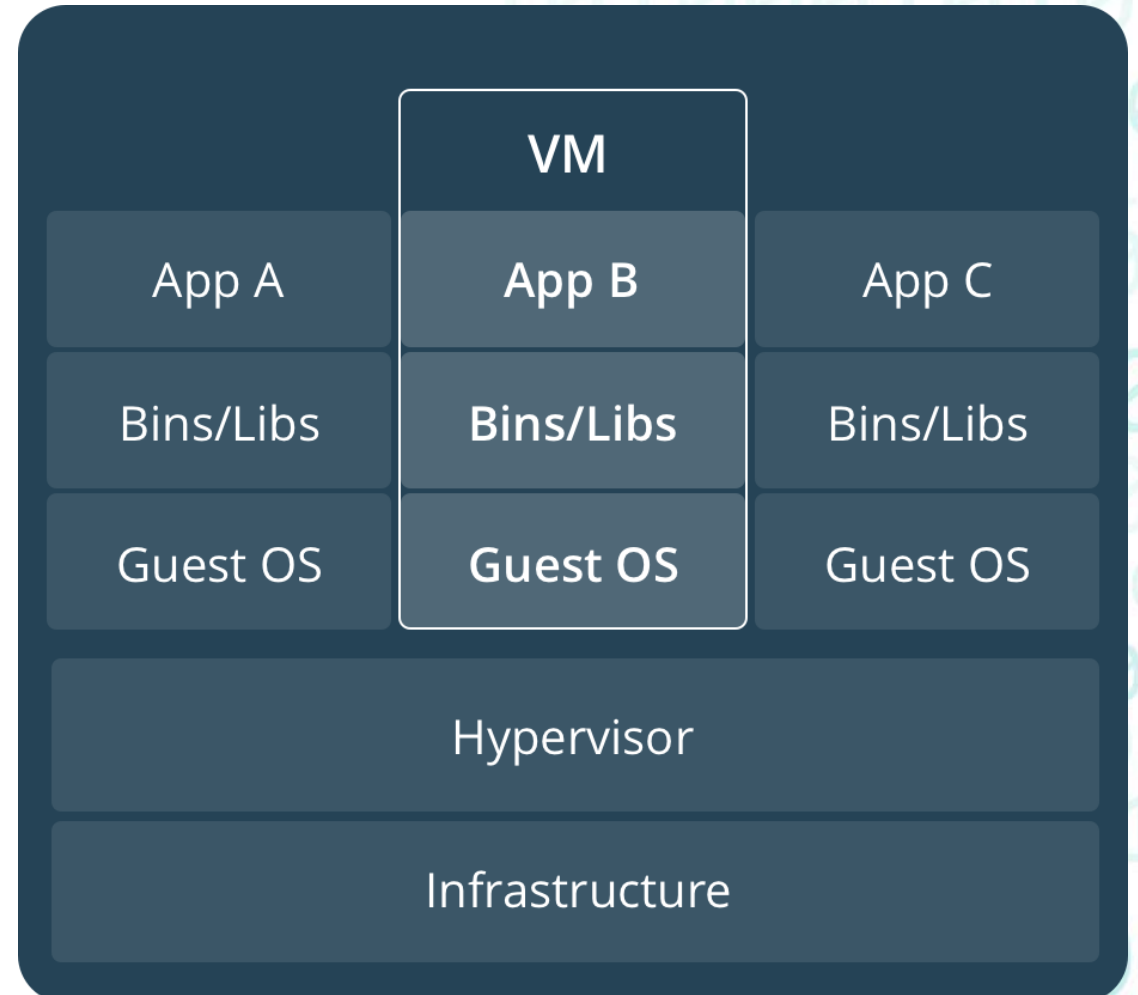 VM
App A
App B
App C
Bins/Libs
Bins/Libs
Bins/Libs
Guest OS
Guest OS
Guest OS
Hypervisor
Infrastructure